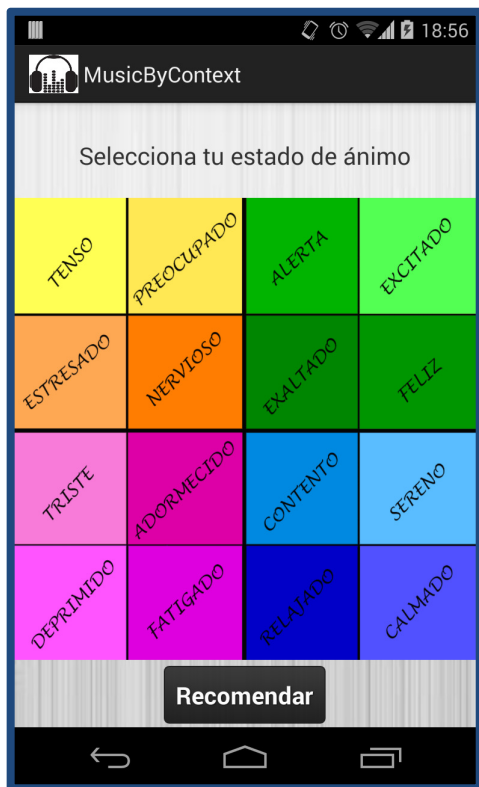 18:56
MusicByContext
Selecciona tu estado de ánimo
TENSO
PREOCUPADO
ALERTA
EXCITADO
ESTRESADO
NERVIOSO
EXALTADO
FELIZ
TRISTE
ADORMECIDO
CONTENTO
SERENO
DEPRIMIDO
FATIGADO
RELAJADO
CALMADO
Recomendar